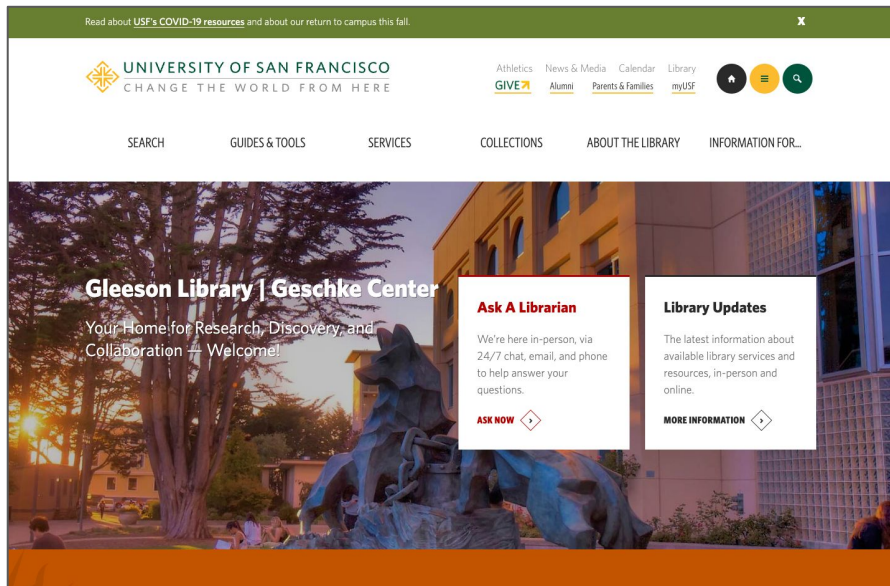 Read about USF's COVID-19 resources and about our return to campus this fall.
X
UNIVERSITY OF SAN FRANCISCO
CHANGE THE WORLD FROM HERE
Athletics News & Media Calendar Library
GIVE Alumni Parents & Families myUSF
SEARCH GUIDES & TOOLS SERVICES COLLECTIONS ABOUT THE LIBRARY INFORMATION FOR...
Gleeson Library | Geschke Center
Your Home for Research, Discovery, and
Collaboration — Welcome!
Ask A Librarian
We're here in-person, via
24/7 chat, email, and phone
to help answer your
questions.
ASK NOW
Library Updates
The latest information about
available library services and
resources, in-person and
online.
MORE INFORMATION